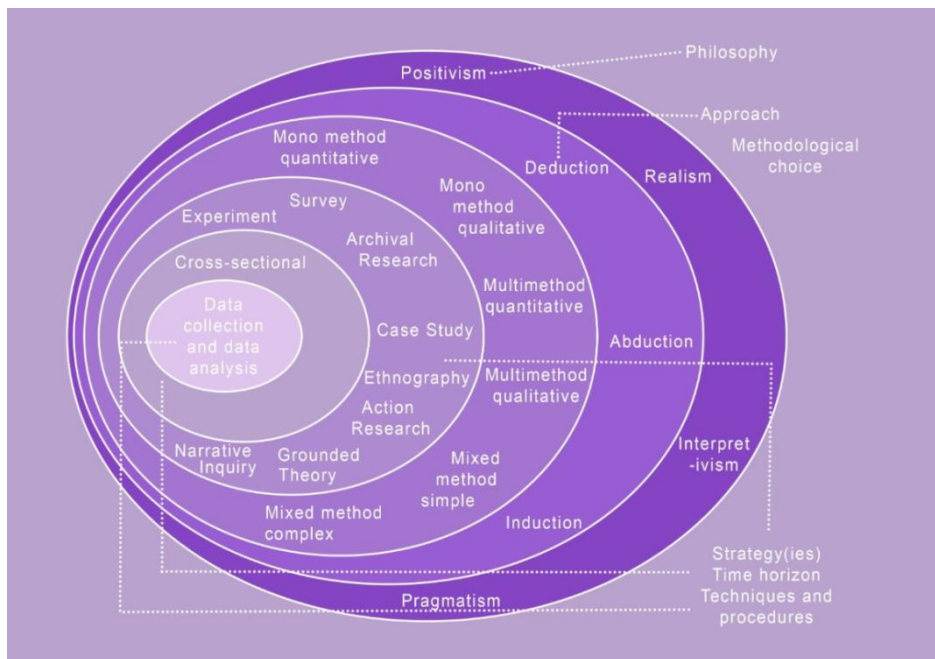 Philosophy
Positivism
Approach
Mono method
quantitative
Methodological
choice
Deduction
Realism
Mono
method
qualitative
Survey
Experiment
Archival
Research
Cross-sectional
Multimethod
quantitative
Data
collection
and data
analysis
Case Study
Abduction
Ethnography
Multimethod
qualitative
Action
Research
Interpret
-ivism
Narrative
Inquiry
Grounded
Theory
Mixed
method
simple
Mixed method
complex
Induction
Strategy(ies)
Time horizon
Techniques and
procedures
Pragmatism